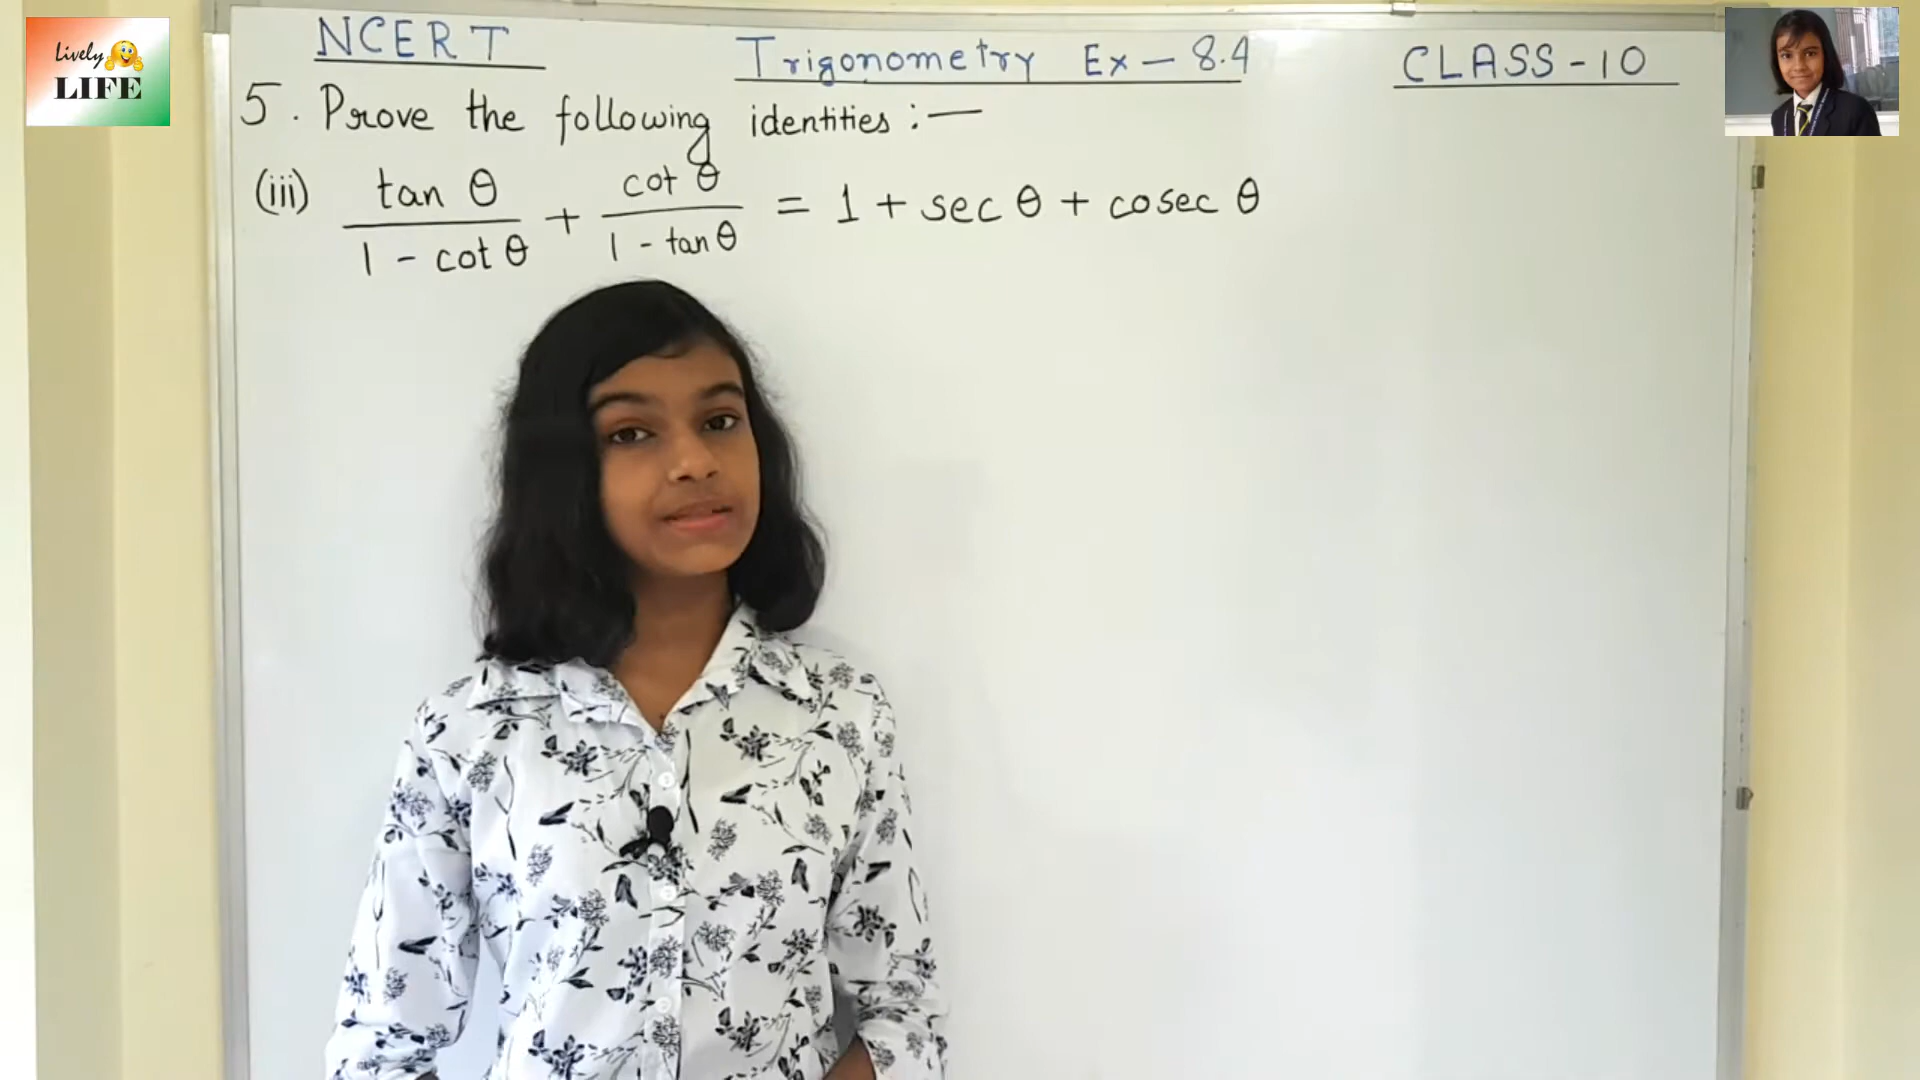 Lively
LIFE
NCERT Trigonometry Ex - 8.4 CLASS-10
5. Prove the following identities :—
(iii) tan θ / 1 - cot θ + cot θ / 1 - tan θ = 1 + sec θ + cosec θ